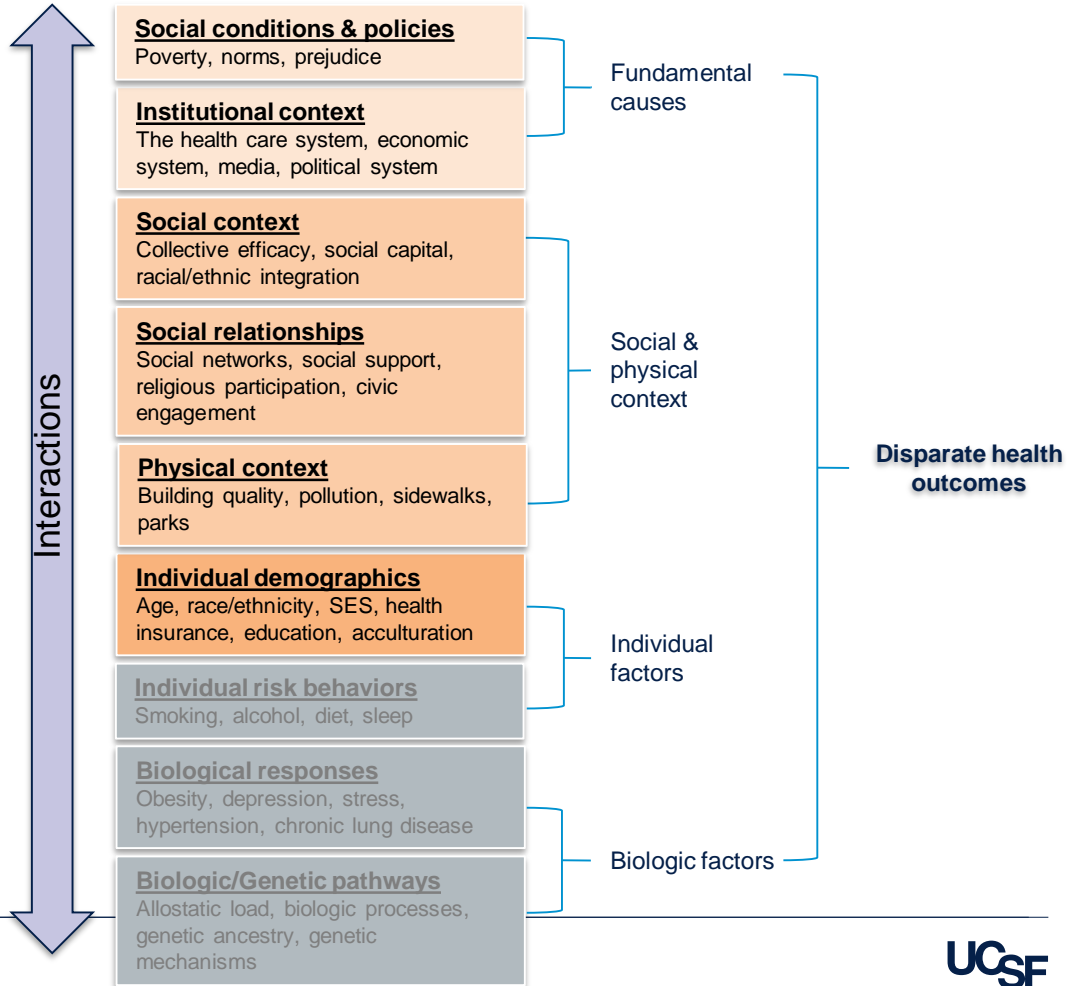 Interactions
Social conditions & policies
Poverty, norms, prejudice
Institutional context
The health care system, economic
system, media, political system
Social context
Collective efficacy, social capital,
racial/ethnic integration
Social relationships
Social networks, social support,
religious participation, civic
engagement
Physical context
Building quality, pollution, sidewalks,
parks
Individual demographics
Age, race/ethnicity, SES, health
insurance, education, acculturation
Individual risk behaviors
Smoking, alcohol, diet, sleep
Biological responses
Obesity, depression, stress,
hypertension, chronic lung disease
Biologic/Genetic pathways
Allostatic load, biologic processes,
genetic ancestry, genetic
mechanisms
Fundamental
causes
Social &
physical
context
Individual
factors
Biologic factors
Disparate health
outcomes
UCSF